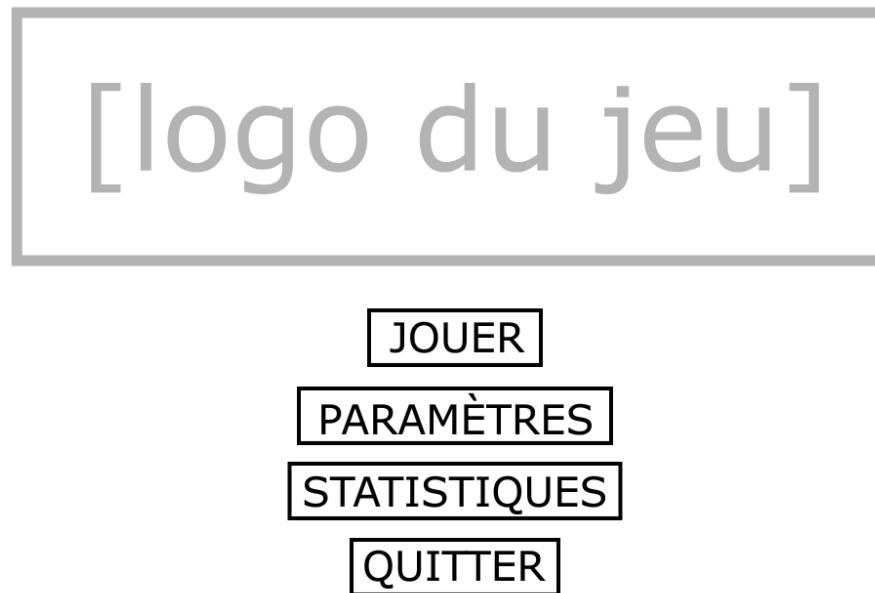 [logo du jeu]
JOUER
PARAMÈTRES
STATISTIQUES
QUITTER